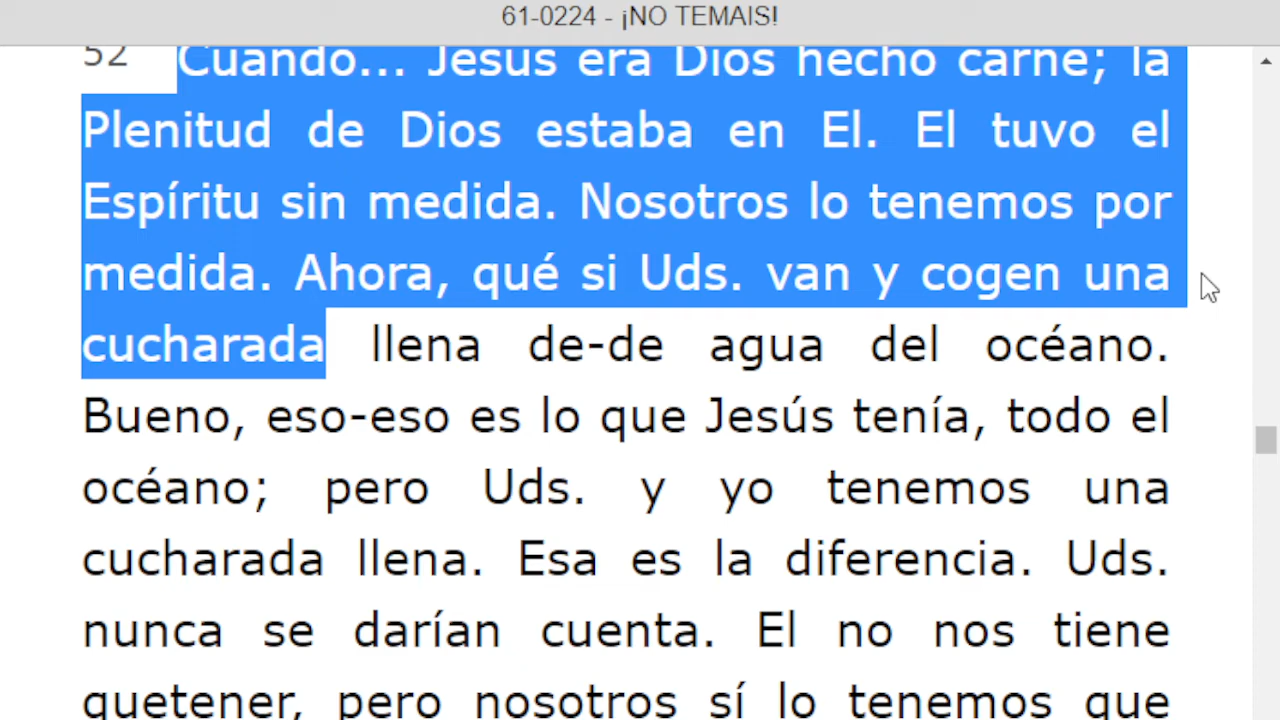 61-0224 - ¡NO TEMAIS!
52 Cuando... Jesús era Dios hecho carne; la
Plenitud de Dios estaba en El. El tuvo el
Espíritu sin medida. Nosotros lo tenemos por
medida. Ahora, qué si Uds. van y cogen una
cucharada llena de-de agua del océano.
Bueno, eso-eso es lo que Jesús tenía, todo el
océano; pero Uds. y yo tenemos una
cucharada llena. Esa es la diferencia. Uds.
nunca se darían cuenta. El no nos tiene
quetener, pero nosotros sí lo tenemos que